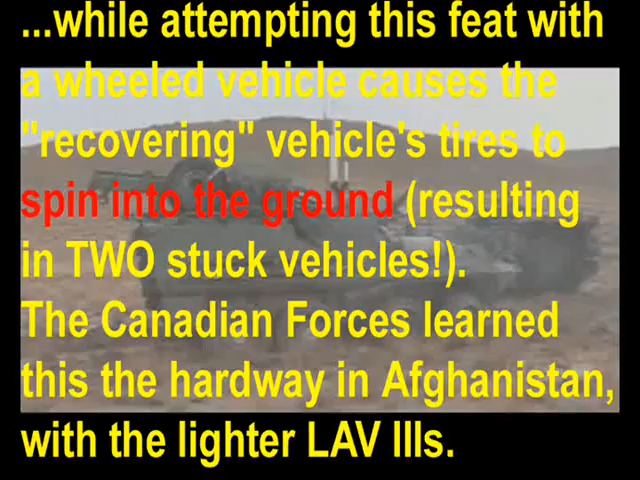 ...while attempting this feat with
a wheeled vehicle causes the
"recovering" vehicle's tires to
spin into the ground (resulting
in TWO stuck vehicles!).
The Canadian Forces learned
this the hardway in Afghanistan,
with the lighter LAV IIIs.